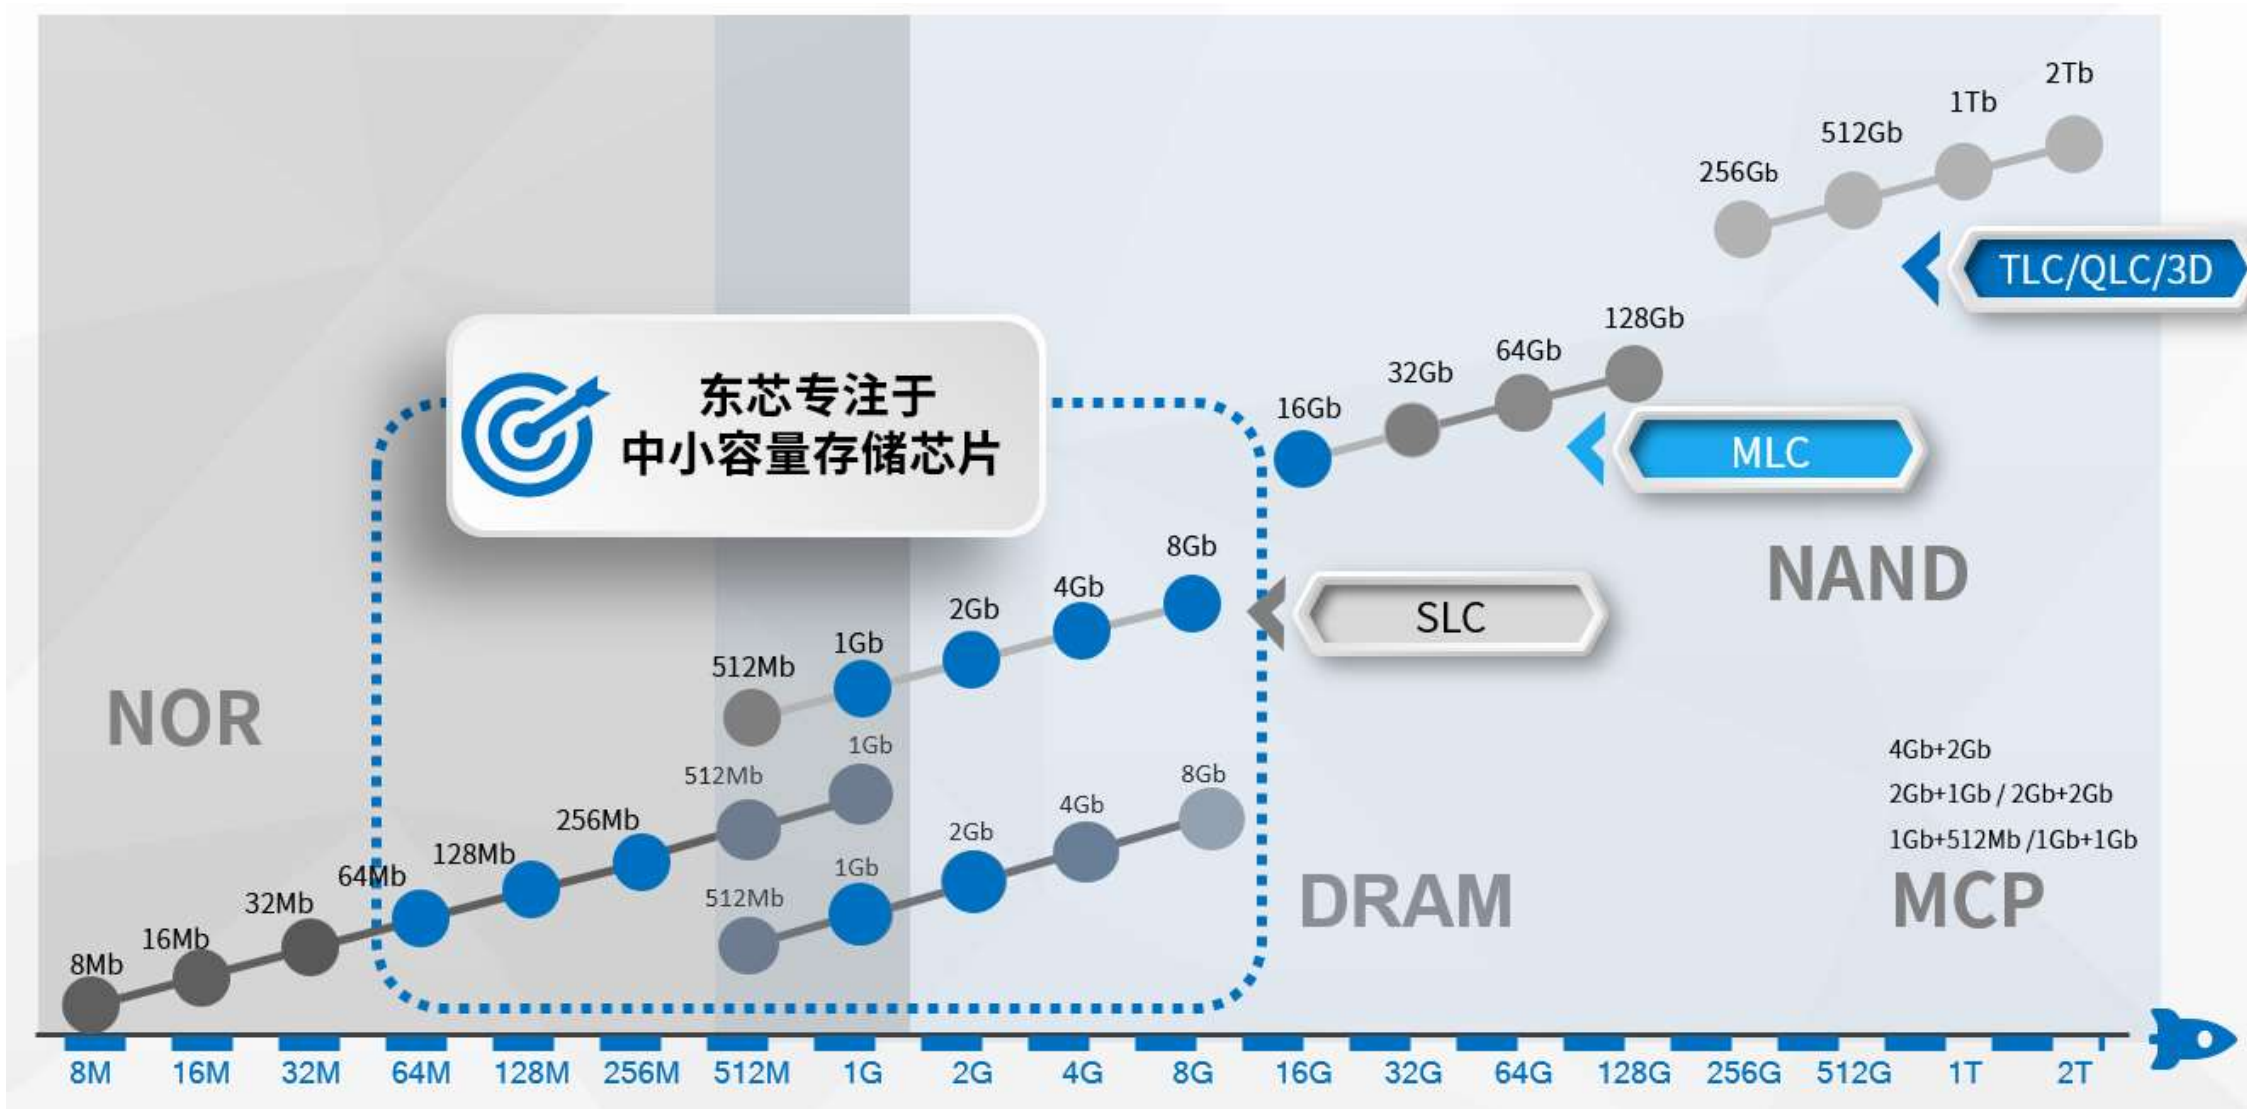 2Tb
1Tb
512Gb
256Gb
TLC/QLC/3D
128Gb
64Gb
32Gb
16Gb
MLC
东芯专注于
中小容量存储芯片
8Gb
4Gb
2Gb
1Gb
512Mb
SLC
NAND
NOR
1Gb
512Mb
256Mb
128Mb
64Mb
32Mb
16Mb
8Mb
8Gb
4Gb
2Gb
1Gb
512Mb
DRAM
4Gb+2Gb
2Gb+1Gb / 2Gb+2Gb
1Gb+512Mb /1Gb+1Gb
MCP
8M 16M 32M 64M 128M 256M 512M 1G 2G 4G 8G 16G 32G 64G 128G 256G 512G 1T 2T